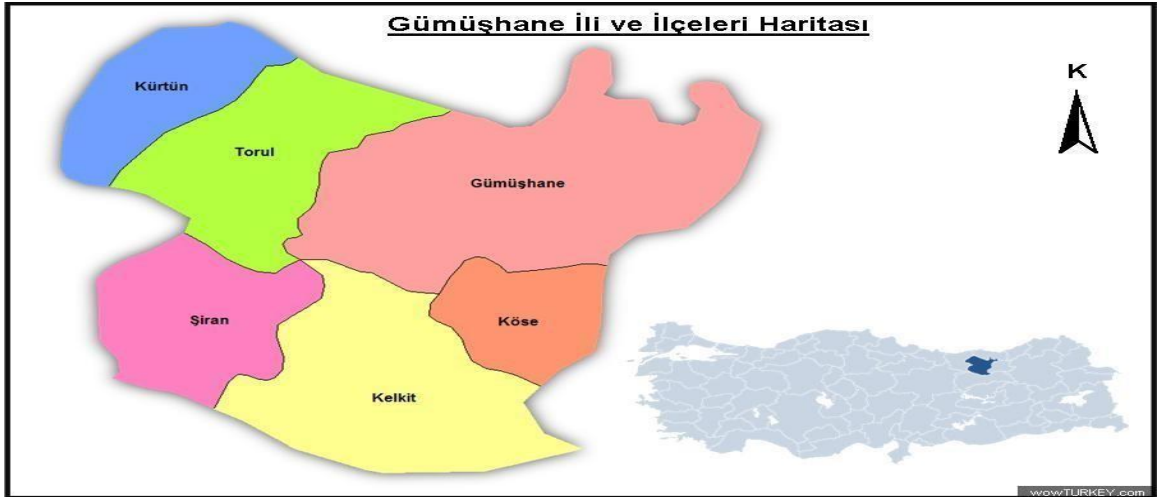 Gümüşhane İli ve İlçeleri Haritası
K
Kürtün
Torul
Gümüşhane
Şiran
Köse
Kelkit
wowTURKEY.com